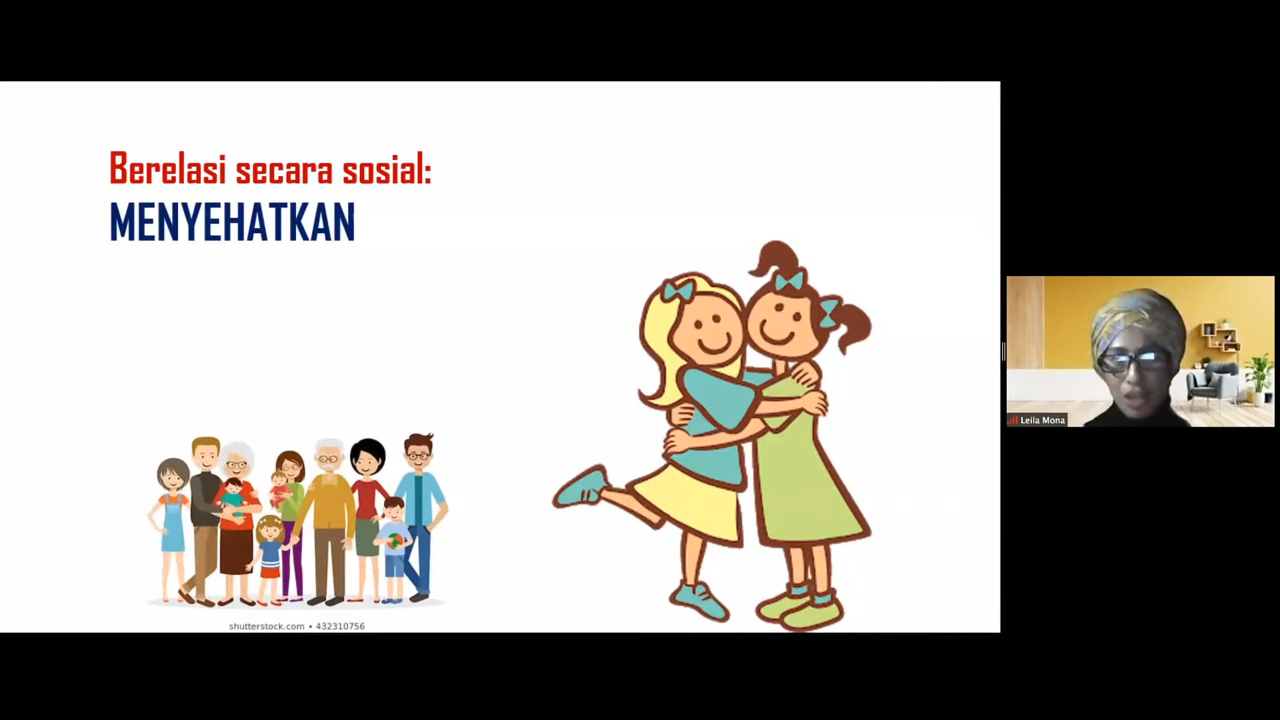 Berelasi secara sosial:
MENYEHATKAN
shutterstock.com • 432310756
Leila Mona